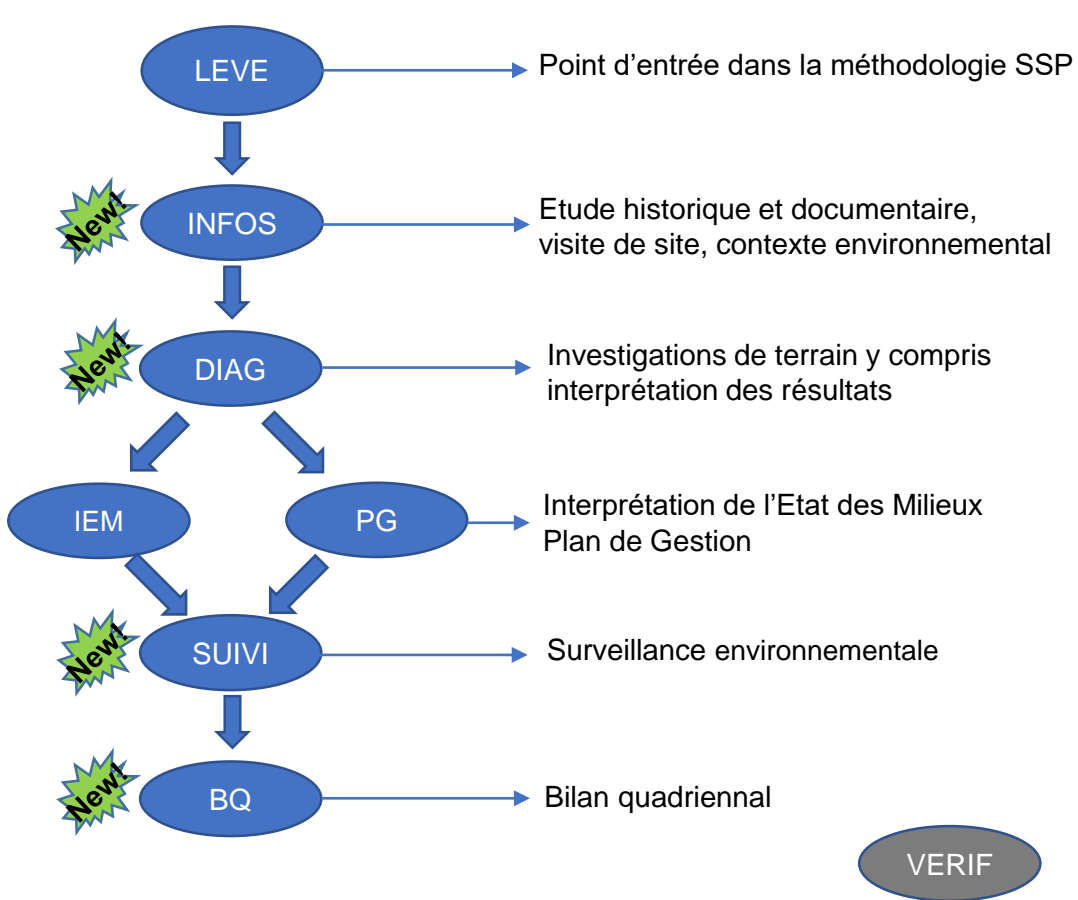 LEVE
Point d’entrée dans la méthodologie SSP
New!
INFOS
Etude historique et documentaire,
visite de site, contexte environnemental
New!
DIAG
Investigations de terrain y compris
interprétation des résultats
IEM
PG
Interprétation de l’Etat des Milieux
Plan de Gestion
New!
SUIVI
Surveillance environnementale
New!
BQ
Bilan quadriennal
VERIF